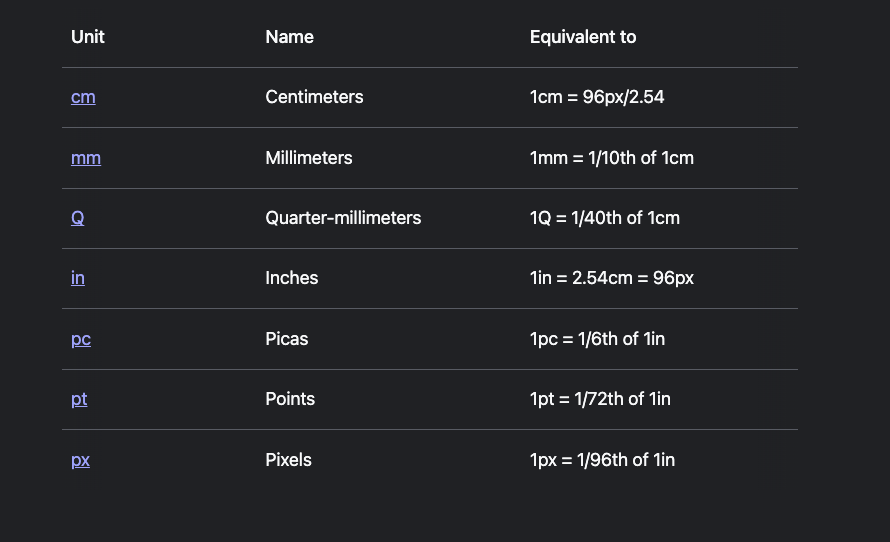 Unit Name Equivalent to
cm Centimeters 1cm = 96px/2.54
mm Millimeters 1mm = 1/10th of 1cm
Q Quarter-millimeters 1Q = 1/40th of 1cm
in Inches 1in = 2.54cm = 96px
pc Picas 1pc = 1/6th of 1in
pt Points 1pt = 1/72th of 1in
px Pixels 1px = 1/96th of 1in